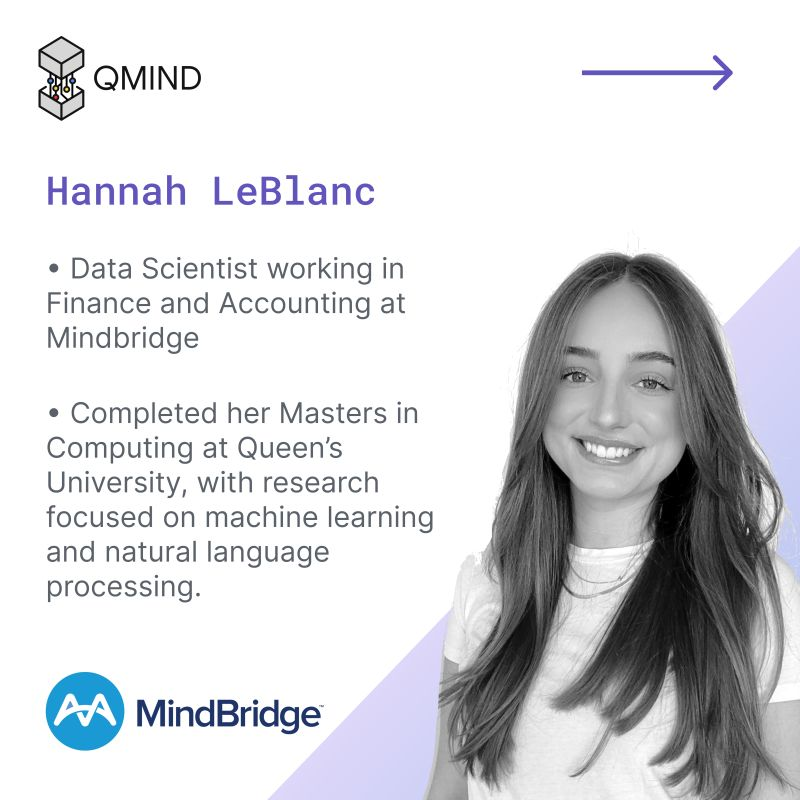 QMIND
Hannah LeBlanc
• Data Scientist working in
Finance and Accounting at
Mindbridge
• Completed her Masters in
Computing at Queen’s
University, with research
focused on machine learning
and natural language
processing.
MindBridge™